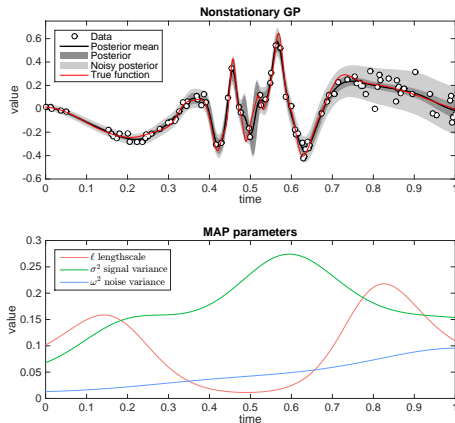 Nonstationary GP
Data
Posterior mean
Posterior
Noisy posterior
True function
0.6
0.4
0.2
0
-0.2
-0.4
-0.6
value
0 0.1 0.2 0.3 0.4 0.5 0.6 0.7 0.8 0.9 1
time
MAP parameters
ℓ lengthscale
σ² signal variance
ω² noise variance
0.3
0.25
0.2
0.15
0.1
0.05
0
value
0 0.1 0.2 0.3 0.4 0.5 0.6 0.7 0.8 0.9 1
time